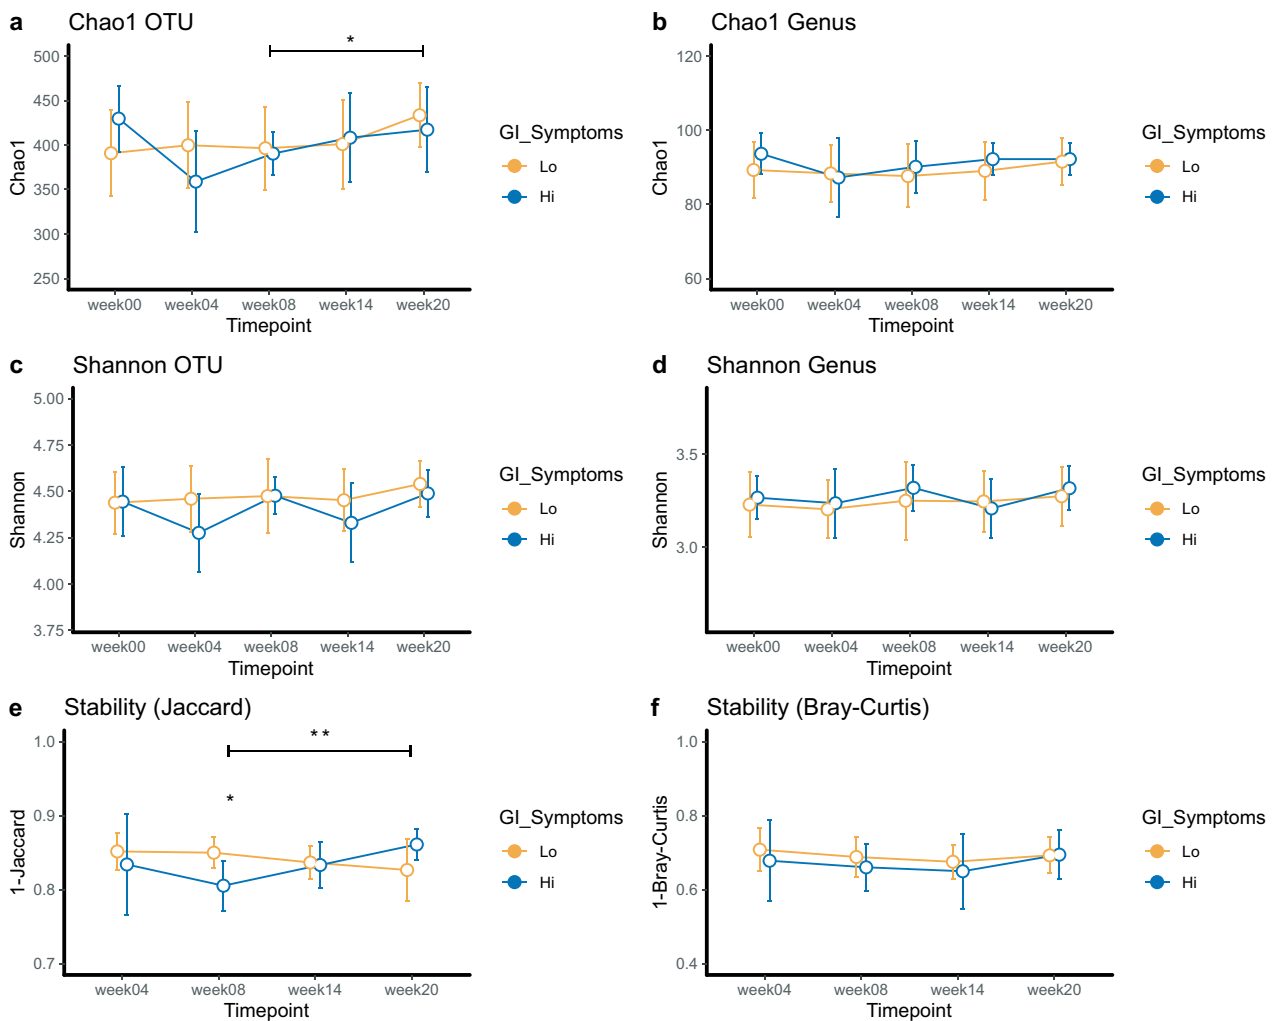 a Chao1 OTU
*
500
450
400
350
300
250
Chao1
week00 week04 week08 week14 week20
Timepoint
GI_Symptoms
Lo
Hi
b Chao1 Genus
120
100
80
60
Chao1
week00 week04 week08 week14 week20
Timepoint
GI_Symptoms
Lo
Hi
c Shannon OTU
5.00
4.75
4.50
4.25
4.00
3.75
Shannon
week00 week04 week08 week14 week20
Timepoint
GI_Symptoms
Lo
Hi
d Shannon Genus
3.5
3.0
Shannon
week00 week04 week08 week14 week20
Timepoint
GI_Symptoms
Lo
Hi
e Stability (Jaccard)
**
*
1.0
0.9
0.8
0.7
1-Jaccard
week04 week08 week14 week20
Timepoint
GI_Symptoms
Lo
Hi
f Stability (Bray-Curtis)
1.0
0.8
0.6
0.4
1-Bray-Curtis
week04 week08 week14 week20
Timepoint
GI_Symptoms
Lo
Hi